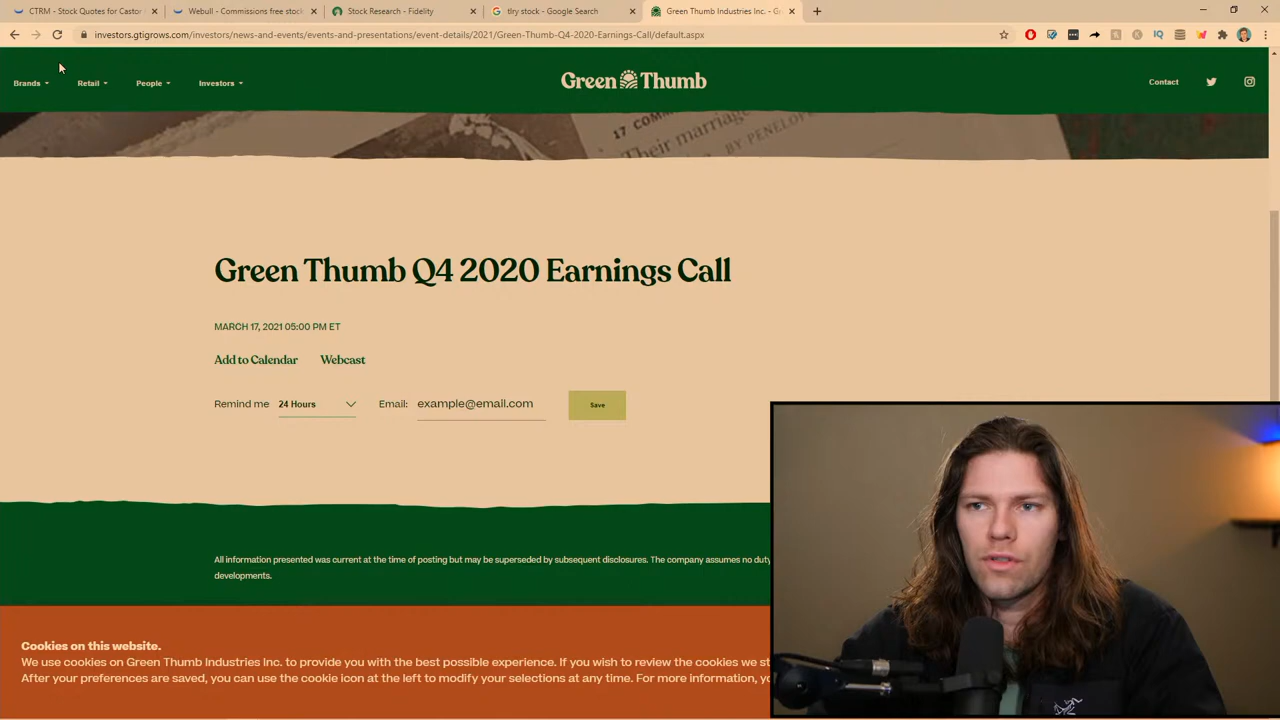 CTRM - Stock Quotes for Castor
Webull - Commissions free stock
Stock Research - Fidelity
tlry stock - Google Search
Green Thumb Industries Inc. - Gr
investors.gtigrows.com/investors/news-and-events/events-and-presentations/event-details/2021/Green-Thumb-Q4-2020-Earnings-Call/default.aspx
Brands
Retail
People
Investors
Green Thumb
Contact
17 COMM
Their marriage
BY PENELOP
Green Thumb Q4 2020 Earnings Call
MARCH 17, 2021 05:00 PM ET
Add to Calendar
Webcast
Remind me
24 Hours
Email:
example@email.com
Save
All information presented was current at the time of posting but may be superseded by subsequent disclosures. The company assumes no duty
developments.
Cookies on this website.
We use cookies on Green Thumb Industries Inc. to provide you with the best possible experience. If you wish to review the cookies we st
After your preferences are saved, you can use the cookie icon at the left to modify your selections at any time. For more information, yo